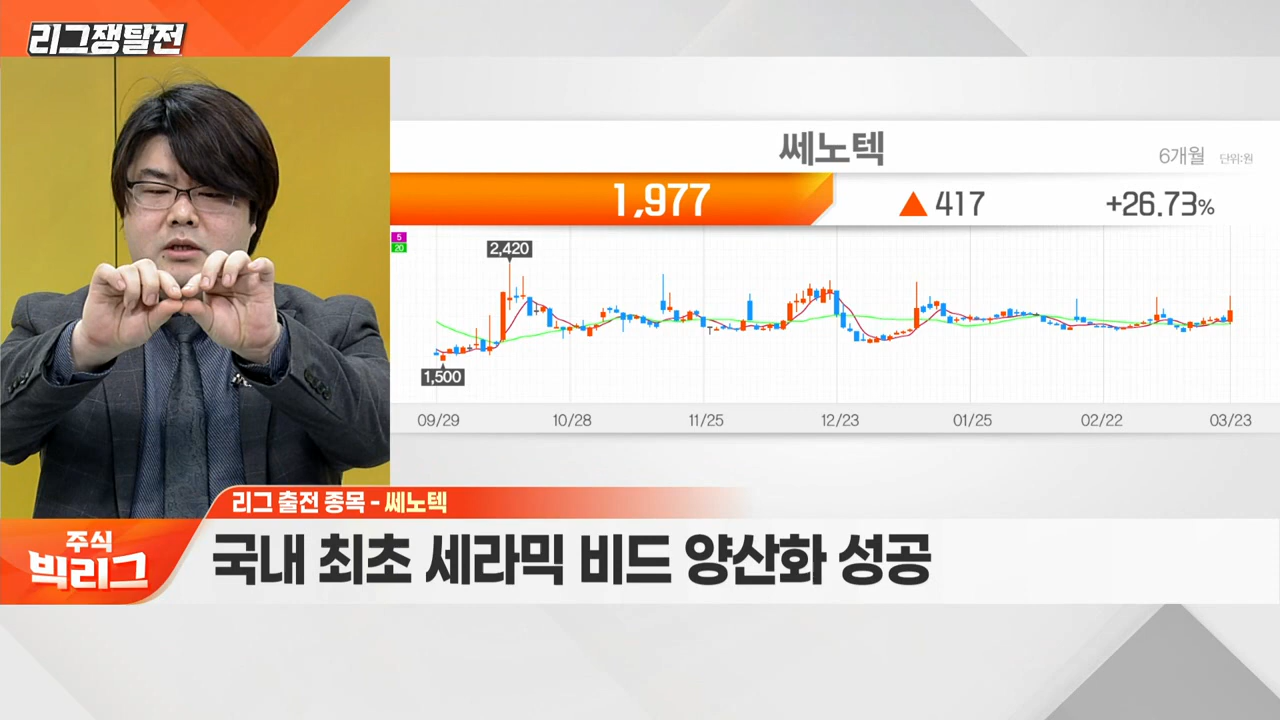 리그쟁탈전
쎄노텍
6개월 단위:원
1,977 ▲417 +26.73%
5
20
2,420
1,500
09/29 10/28 11/25 12/23 01/25 02/22 03/23
리그 출전 종목 - 쎄노텍
주식
빅리그
국내 최초 세라믹 비드 양산화 성공